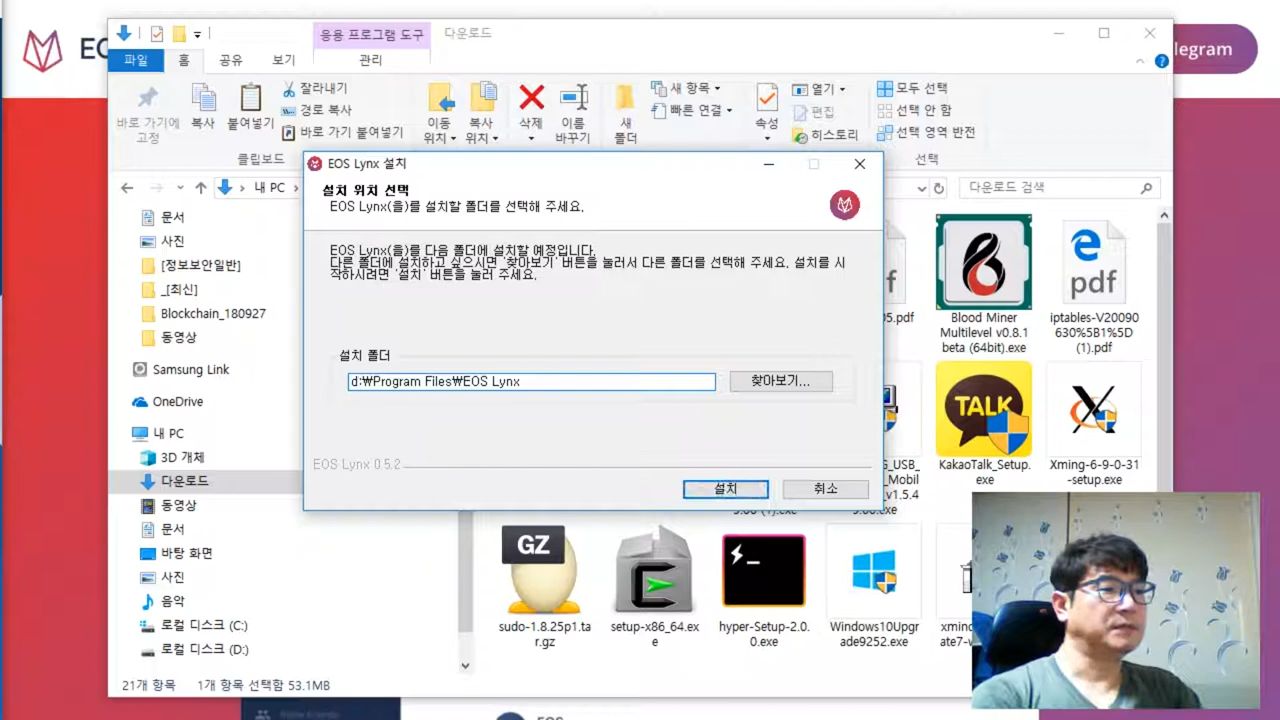 EO
응용 프로그램 도구
다운로드
legram
파일
홈
공유
보기
관리
바로 가기에
고정
복사
붙여넣기
잘라내기
경로 복사
바로 가기 붙여넣기
클립보드
이동
위치
복사
위치
삭제
이름
바꾸기
새
폴더
새 항목
빠른 연결
속성
열기
편집
히스토리
모두 선택
선택 안 함
선택 영역 반전
선택
내 PC
다운로드 검색
문서
사진
[정보보안일반]
_[최신]
Blockchain_180927
동영상
Samsung Link
OneDrive
내 PC
3D 개체
다운로드
동영상
문서
바탕 화면
사진
음악
로컬 디스크 (C:)
로컬 디스크 (D:)
21개 항목
1개 항목 선택함 53.1MB
EOS Lynx 설치
설치 위치 선택
EOS Lynx(을)를 설치할 폴더를 선택해 주세요.
EOS Lynx(을)를 다음 폴더에 설치할 예정입니다.
다른 폴더에 설치하고 싶으시면 '찾아보기' 버튼을 눌러서 다른 폴더를 선택해 주세요. 설치를 시
작하시려면 '설치' 버튼을 눌러 주세요.
설치 폴더
d:₩Program Files₩EOS Lynx
찾아보기...
EOS Lynx 0.5.2
설치
취소
05.pdf
Blood Miner
Multilevel v0.8.1
beta (64bit).exe
pdf
iptables-V20090
630%5B1%5D
(1).pdf
G_USB_
_Mobil
_v1.5.4
TALK
KakaoTalk_Setup.
exe
Xming-6-9-0-31
-setup.exe
GZ
sudo-1.8.25p1.ta
r.gz
setup-x86_64.ex
e
hyper-Setup-2.0.
0.exe
Windows10Upgr
ade9252.exe
xmin
ate7-w